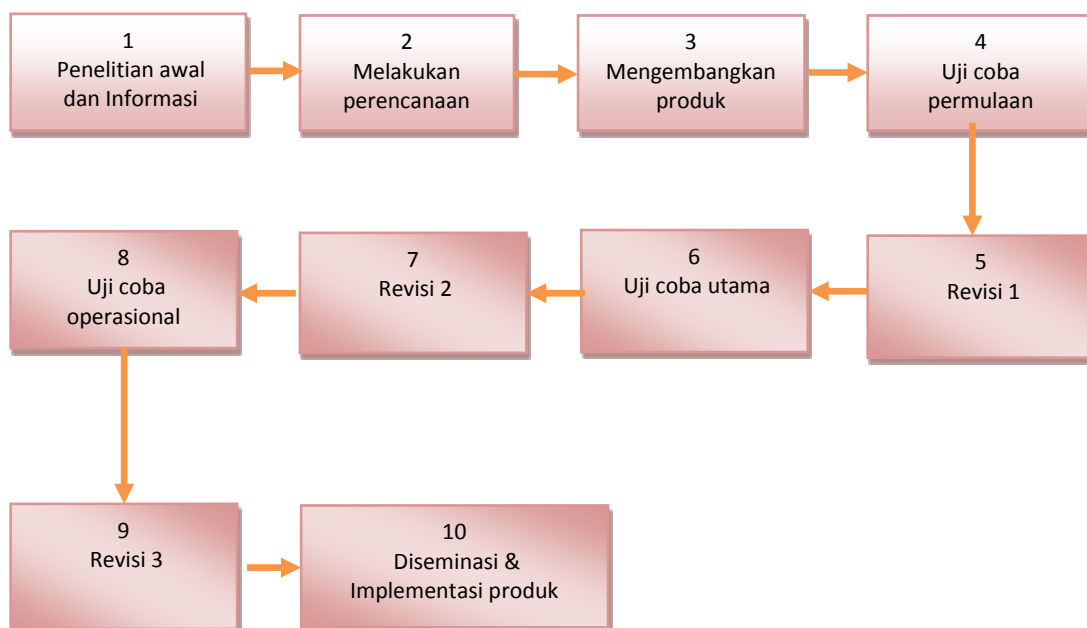 1
Penelitian awal
dan Informasi
2
Melakukan
perencanaan
3
Mengembangkan
produk
4
Uji coba
permulaan
5
Revisi 1
6
Uji coba utama
7
Revisi 2
8
Uji coba
operasional
9
Revisi 3
10
Diseminasi &
Implementasi produk